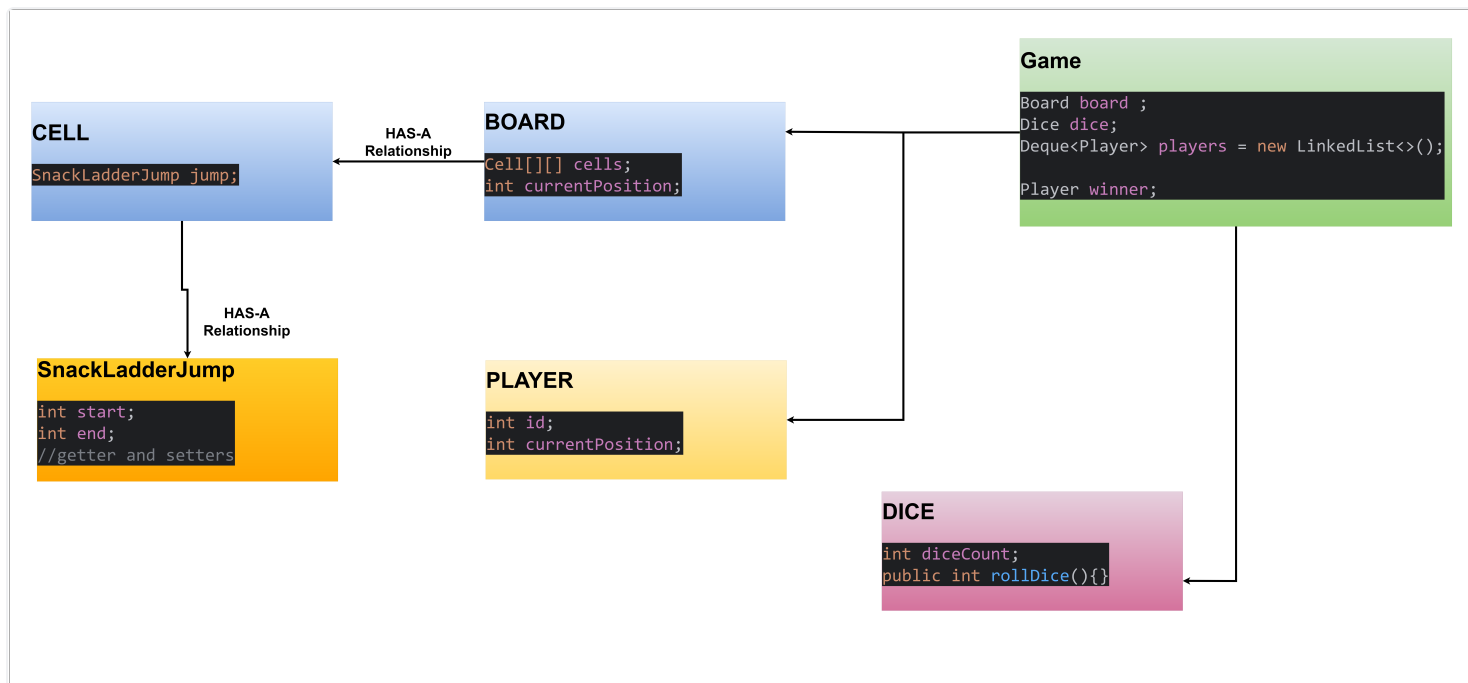 CELL
SnackLadderJump jump;
HAS-A
Relationship
BOARD
Cell[][] cells;
int currentPosition;
Game
Board board ;
Dice dice;
Deque<Player> players = new LinkedList<>();
Player winner;
HAS-A
Relationship
SnackLadderJump
int start;
int end;
//getter and setters
PLAYER
int id;
int currentPosition;
DICE
int diceCount;
public int rollDice(){}